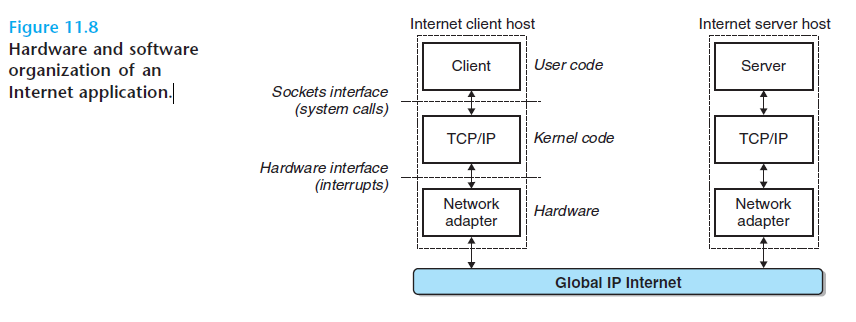 Figure 11.8
Hardware and software
organization of an
Internet application.
Internet client host
Internet server host
Client
User code
Server
Sockets interface
(system calls)
TCP/IP
Kernel code
TCP/IP
Hardware interface
(interrupts)
Network
adapter
Hardware
Network
adapter
Global IP Internet